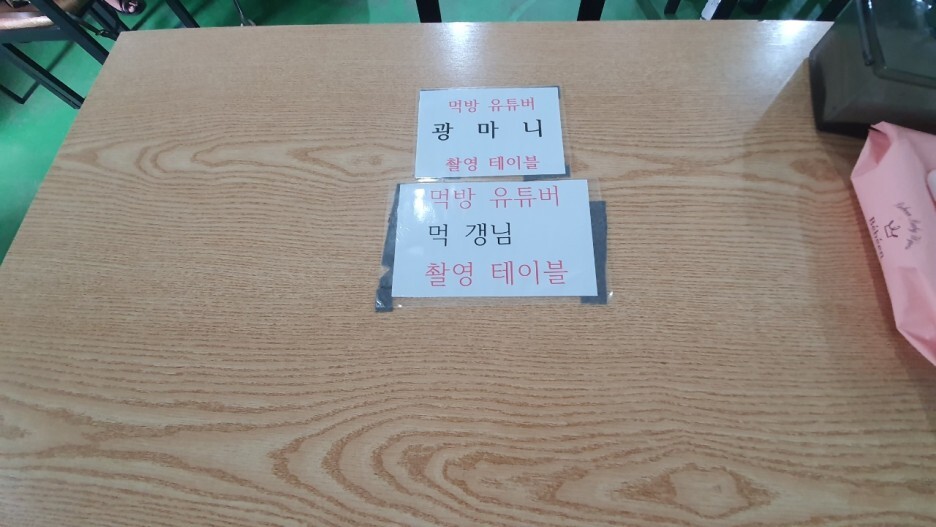 먹방 유튜버
광 마 니
촬영 테이블
먹방 유튜버
먹 갱님
촬영 테이블